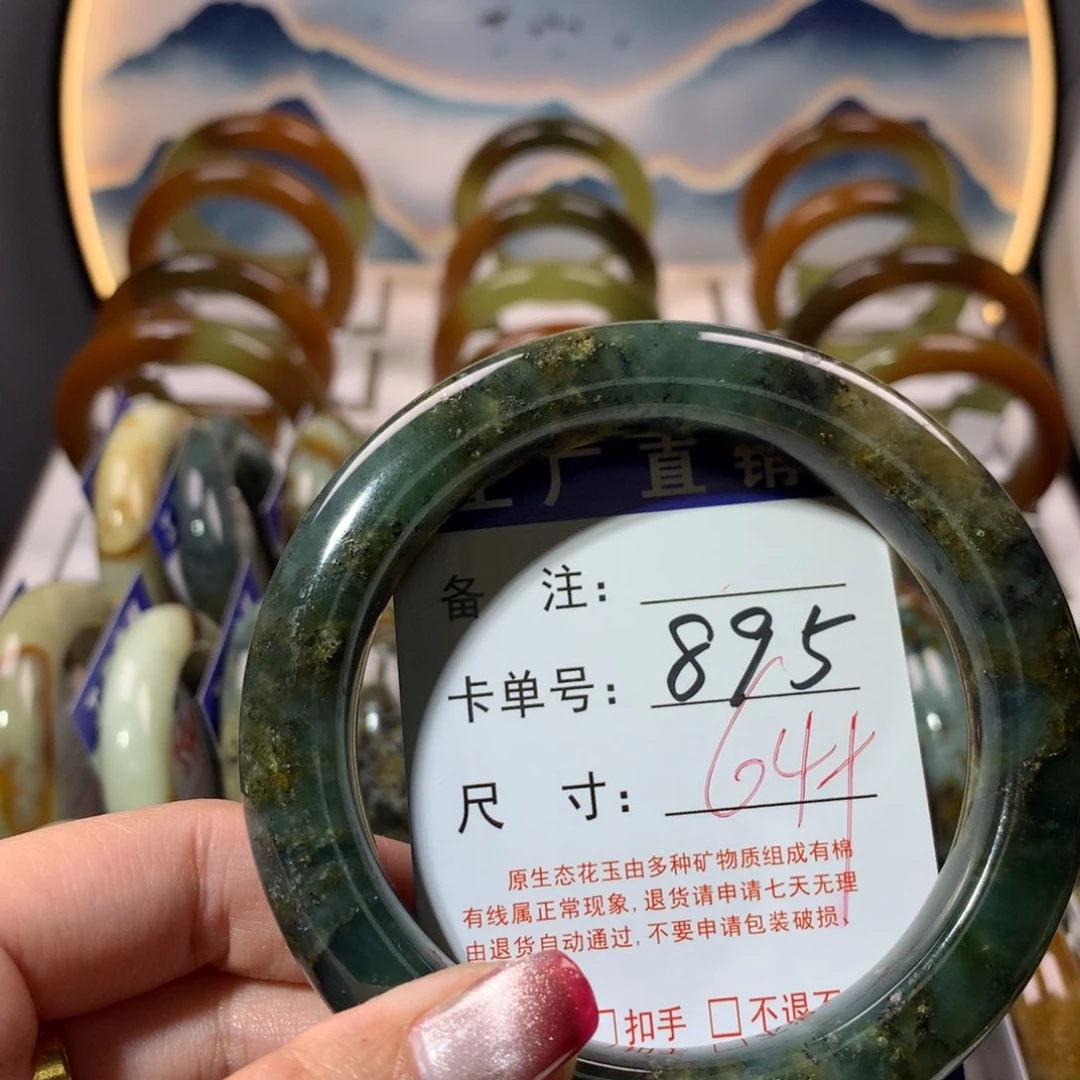 厂直销
备 注：
卡单号： 895
尺 寸： 64+
原生态花玉由多种矿物质组成有棉
有线属正常现象, 退货请申请七天无理
由退货自动通过, 不要申请包装破损、
□扣手 □不退不